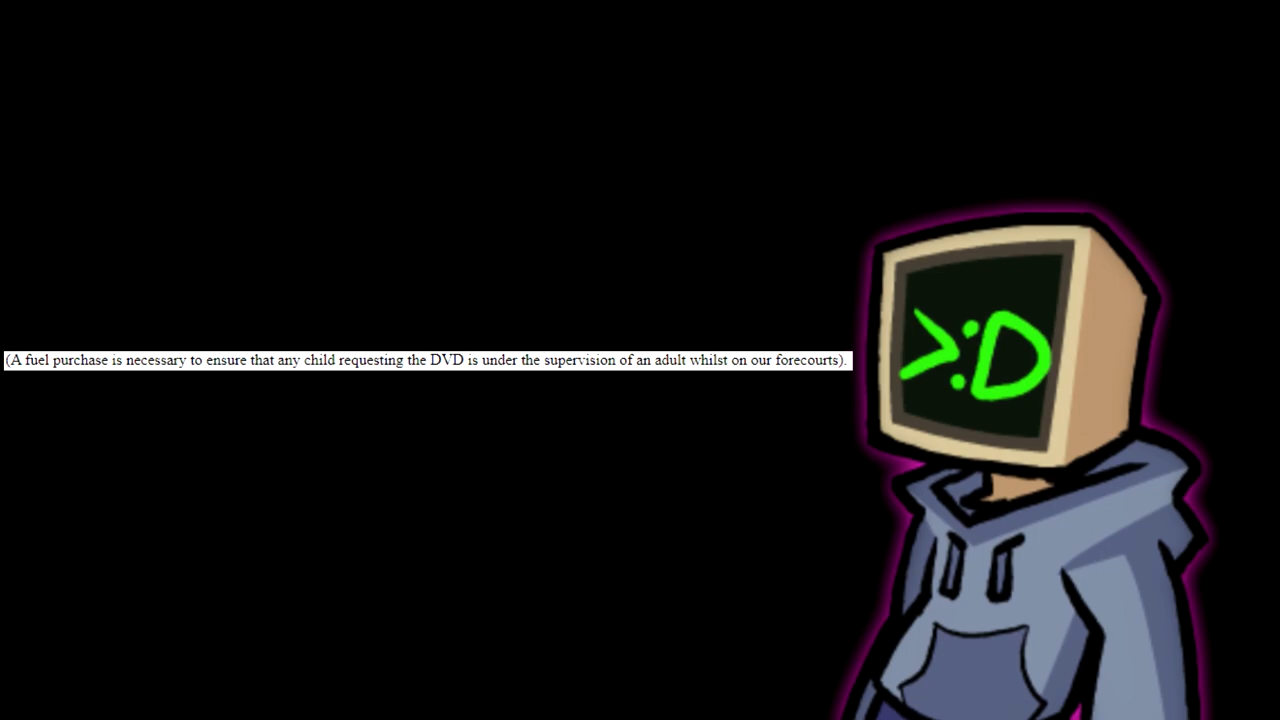 (A fuel purchase is necessary to ensure that any child requesting the DVD is under the supervision of an adult whilst on our forecourts).
>:D